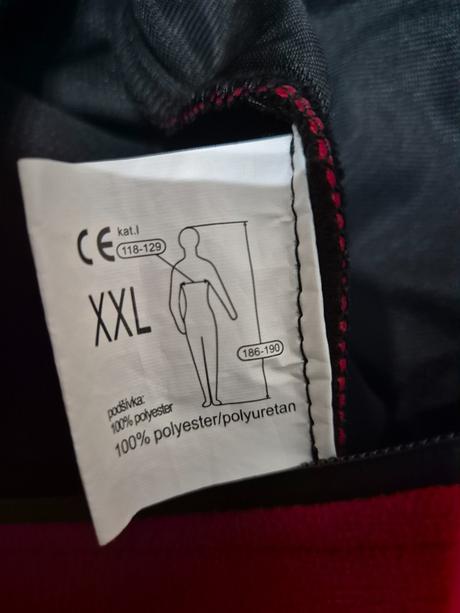 CE kat.I
118-129
XXL
186-190
podšívka:
100% polyester
100% polyester/polyuretan